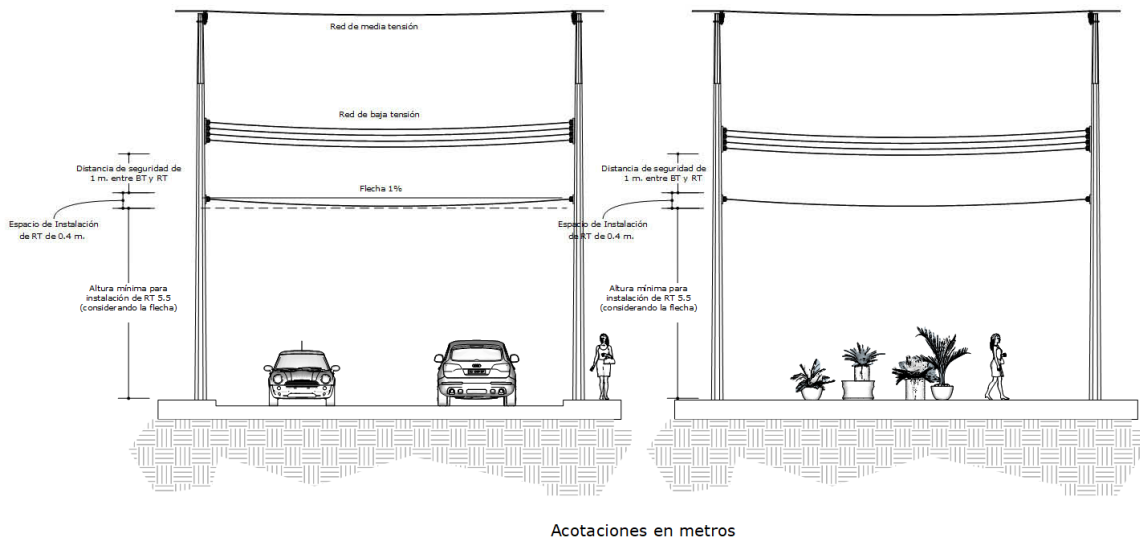 Red de media tensión
Red de baja tensión
Distancia de seguridad de
1 m. entre BT y RT
Flecha 1%
Espacio de Instalación
de RT de 0.4 m.
Altura mínima para
instalación de RT 5.5
(considerando la flecha)
Distancia de seguridad de
1 m. entre BT y RT
Espacio de Instalación
de RT de 0.4 m.
Altura mínima para
instalación de RT 5.5
(considerando la flecha)
Acotaciones en metros